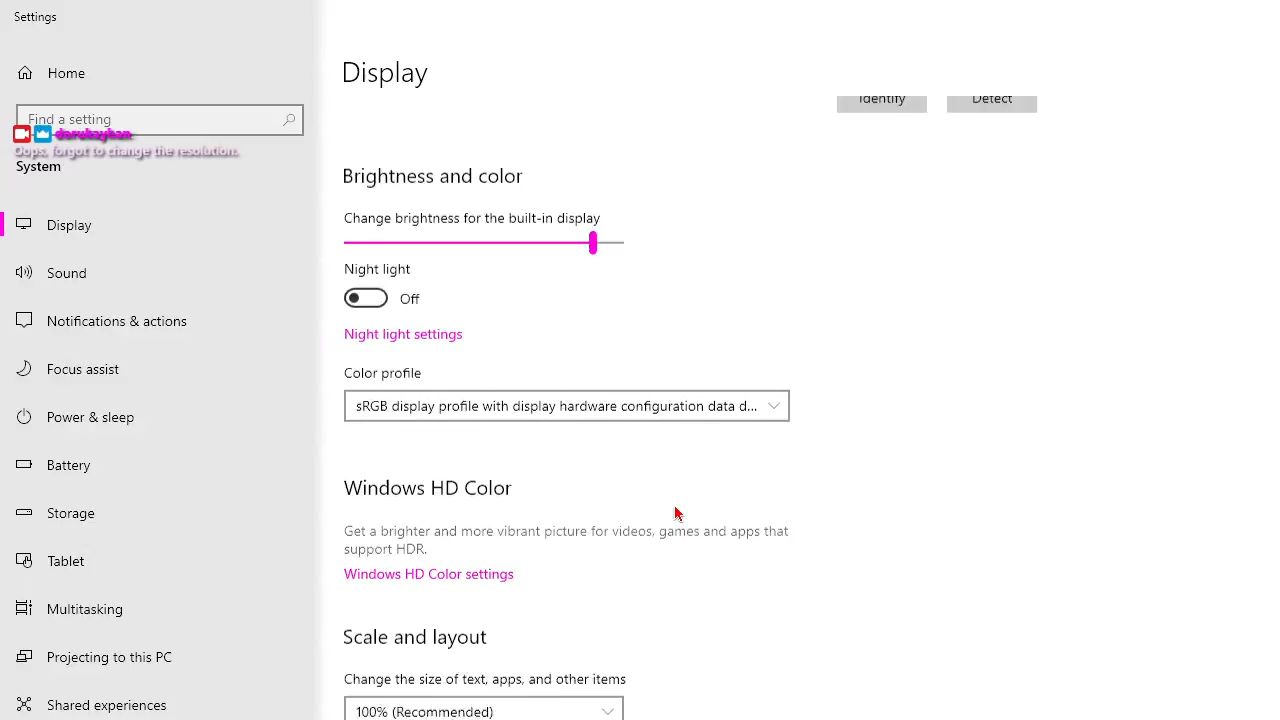 Settings
Home
Find a setting
dorukayhan
Oops, forgot to change the resolution.
System
Display
Sound
Notifications & actions
Focus assist
Power & sleep
Battery
Storage
Tablet
Multitasking
Projecting to this PC
Shared experiences
Display
Identify
Detect
Brightness and color
Change brightness for the built-in display
Night light
Off
Night light settings
Color profile
sRGB display profile with display hardware configuration data d...
Windows HD Color
Get a brighter and more vibrant picture for videos, games and apps that
support HDR.
Windows HD Color settings
Scale and layout
Change the size of text, apps, and other items
100% (Recommended)